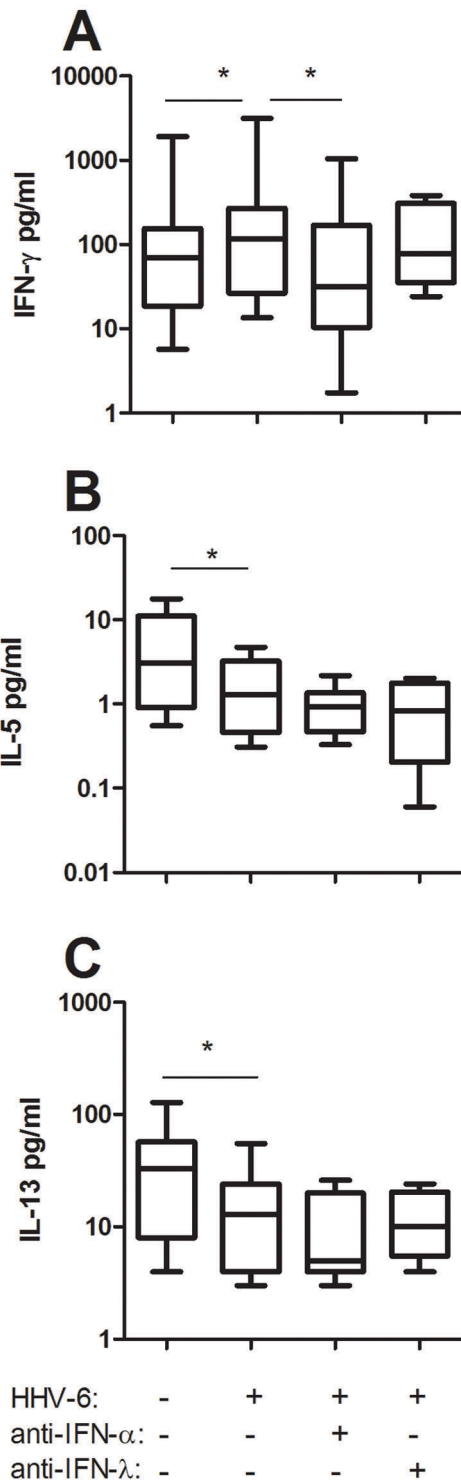 A
* *
10000
1000
100
10
1
IFN-γ pg/ml
B
*
100
10
1
0.1
0.01
IL-5 pg/ml
C
*
1000
100
10
1
IL-13 pg/ml
HHV-6: - + + +
anti-IFN-α: - - + -
anti-IFN-λ: - - - +